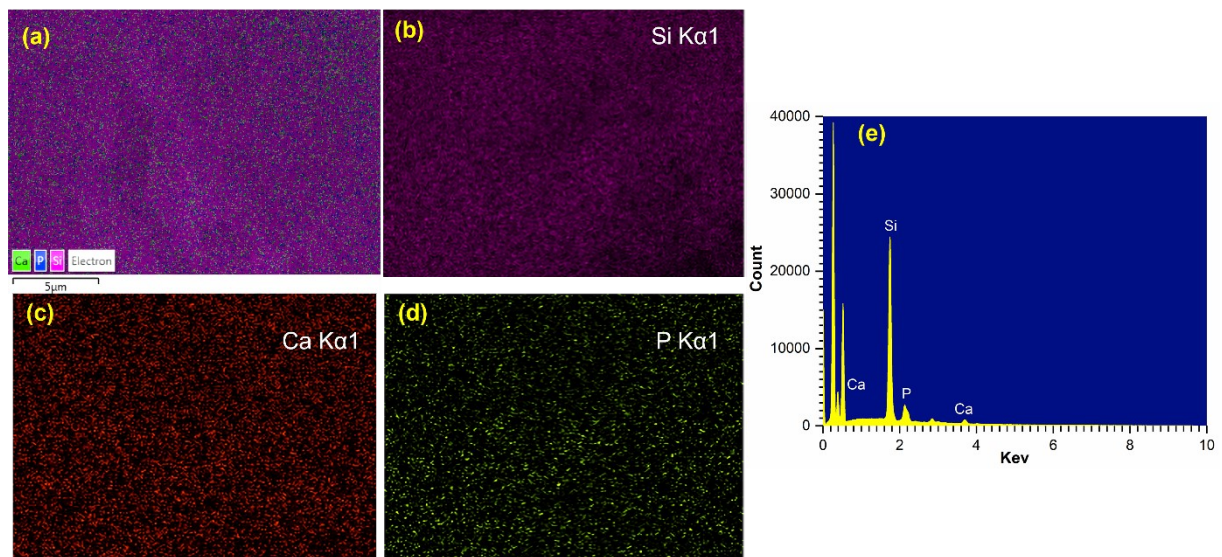 (a)
Ca P Si Electron
5µm
(b)
Si Kα1
(c)
Ca Kα1
(d)
P Kα1
(e)
40000
30000
20000
10000
0
Count
Ca
Si
P
Ca
0 2 4 6 8 10
Kev